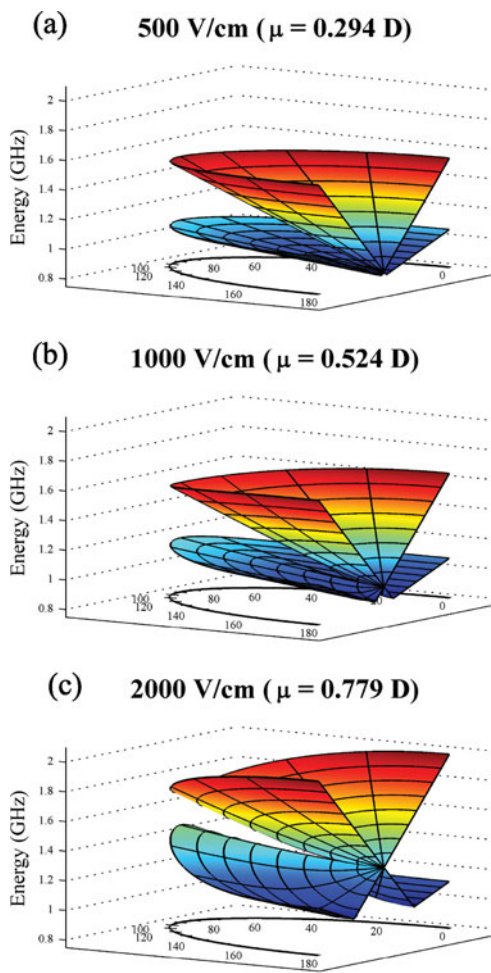 (a) 500 V/cm ( μ = 0.294 D)
Energy (GHz)
2
1.8
1.6
1.4
1.2
1
0.8
100 80 60 40 0
120
140 160 180
(b) 1000 V/cm ( μ = 0.524 D)
Energy (GHz)
2
1.8
1.6
1.4
1.2
1
0.8
100 80 60 40 20 0
120
140 160 180
(c) 2000 V/cm ( μ = 0.779 D)
Energy (GHz)
2
1.8
1.6
1.4
1.2
1
0.8
100 80 60 40 20 0
120
140 160 180